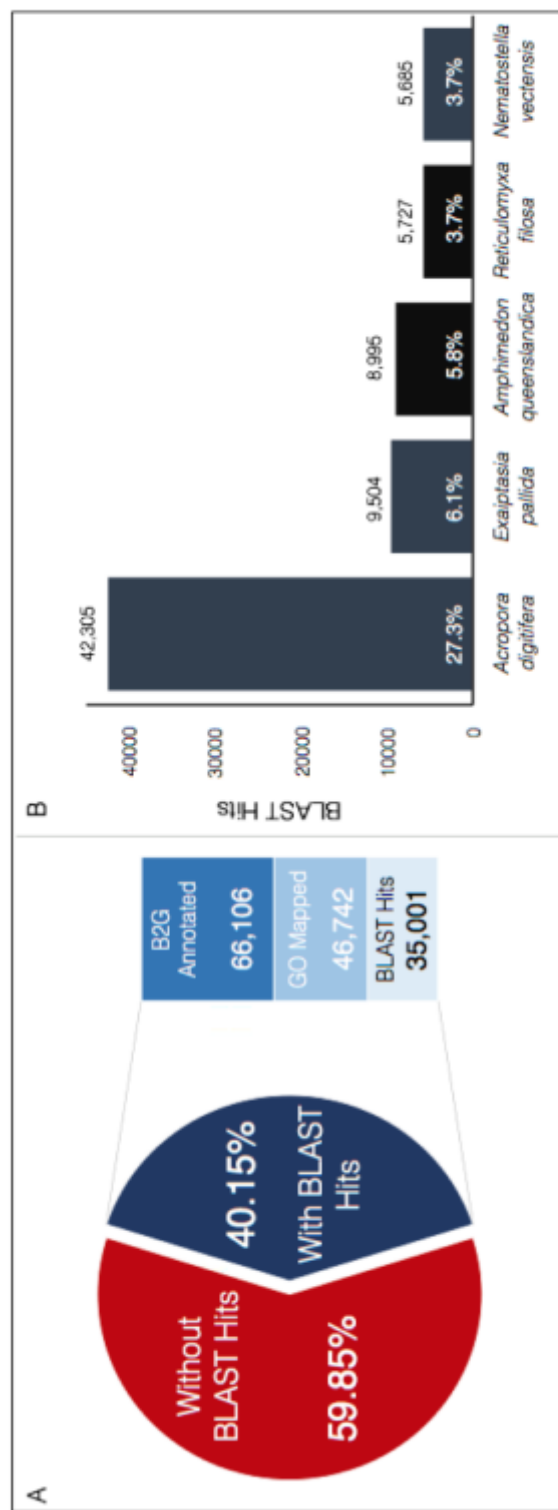 A
Without
BLAST Hits
59.85%
40.15%
With BLAST
Hits
B2G
Annotated
66,106
GO Mapped
46,742
BLAST Hits
35,001
B
BLAST Hits
40000
30000
20000
10000
0
42,305
27.3%
Acropora
digitifera
9,504
6.1%
Exaiptasia
pallida
8,995
5.8%
Amphimedon
queenslandica
5,727
3.7%
Reticulomyxa
filosa
5,685
3.7%
Nematostella
vectensis